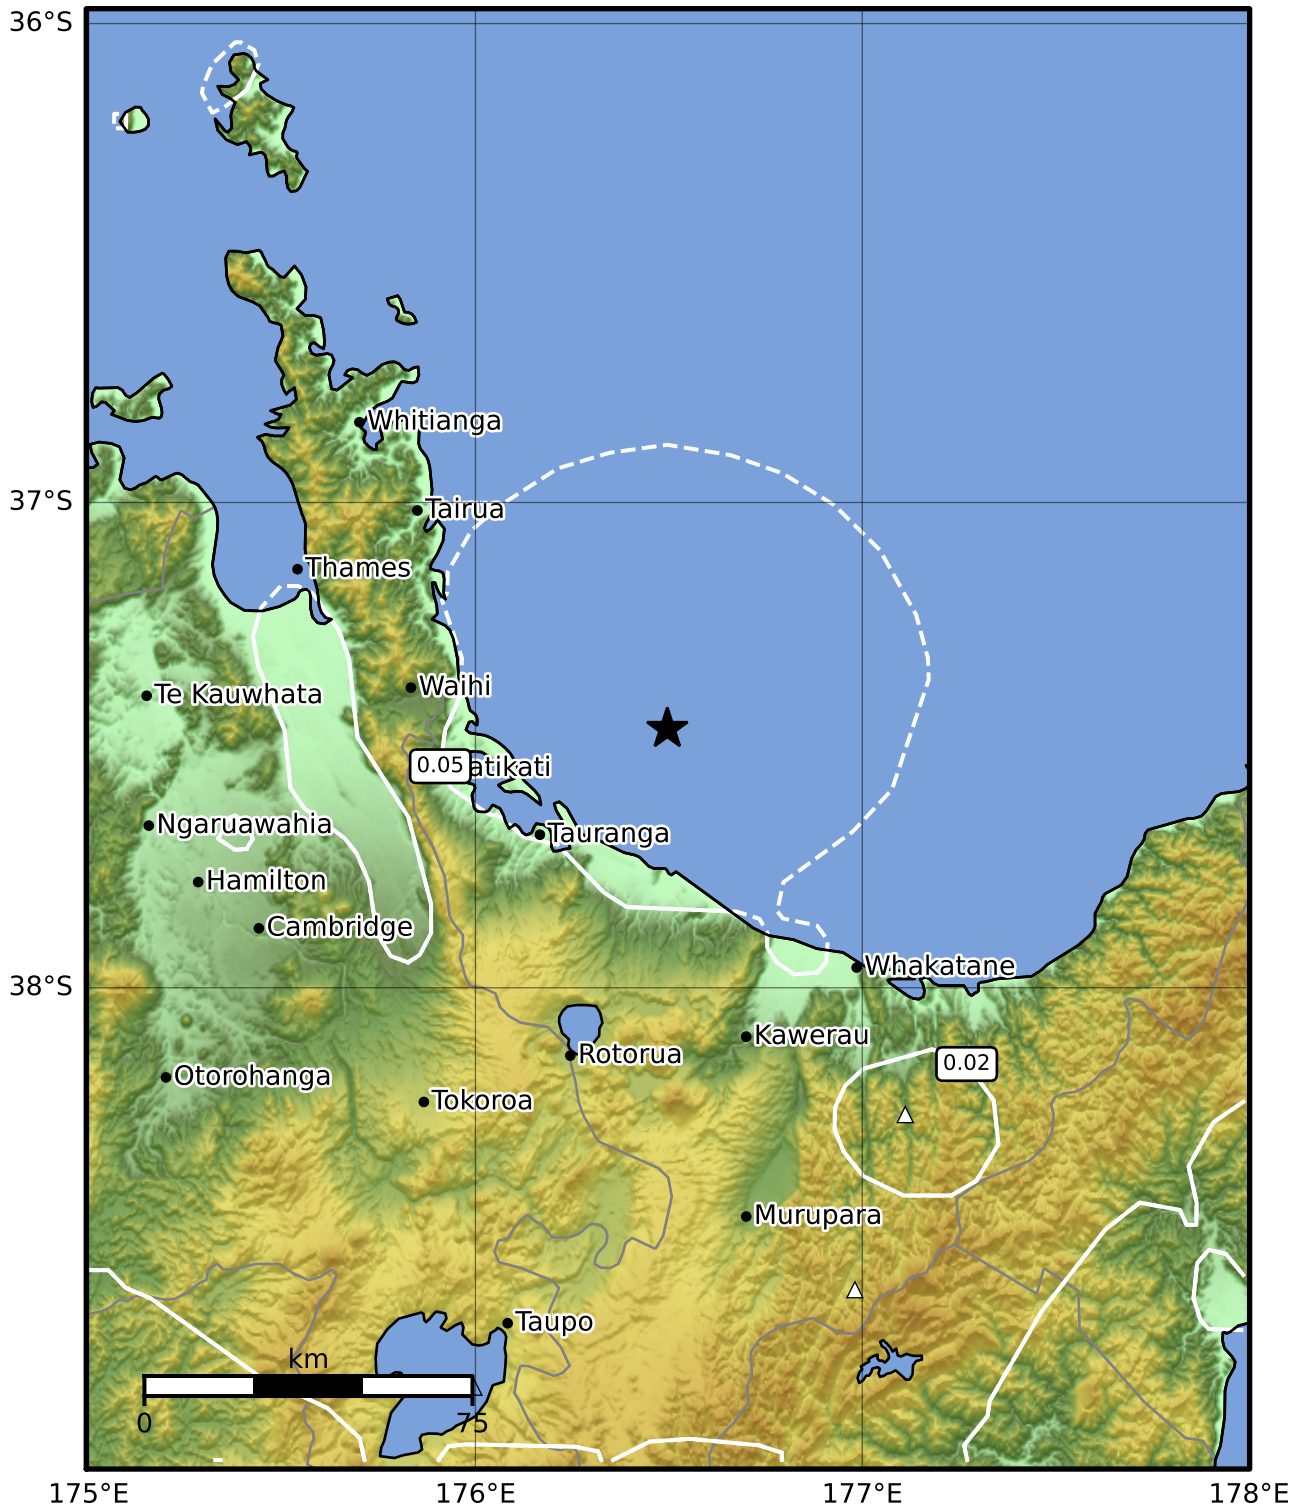 36°S
Whitianga
37°S
Tairua
Thames
Te Kauwhata
Waihi
0.05
atikati
Ngaruawahia
Tauranga
Hamilton
Cambridge
Whakatane
38°S
Kawerau
Rotorua
0.02
Otorohanga
Tokoroa
Murupara
Taupo
km
0
75
175°E
176°E
177°E
178°E